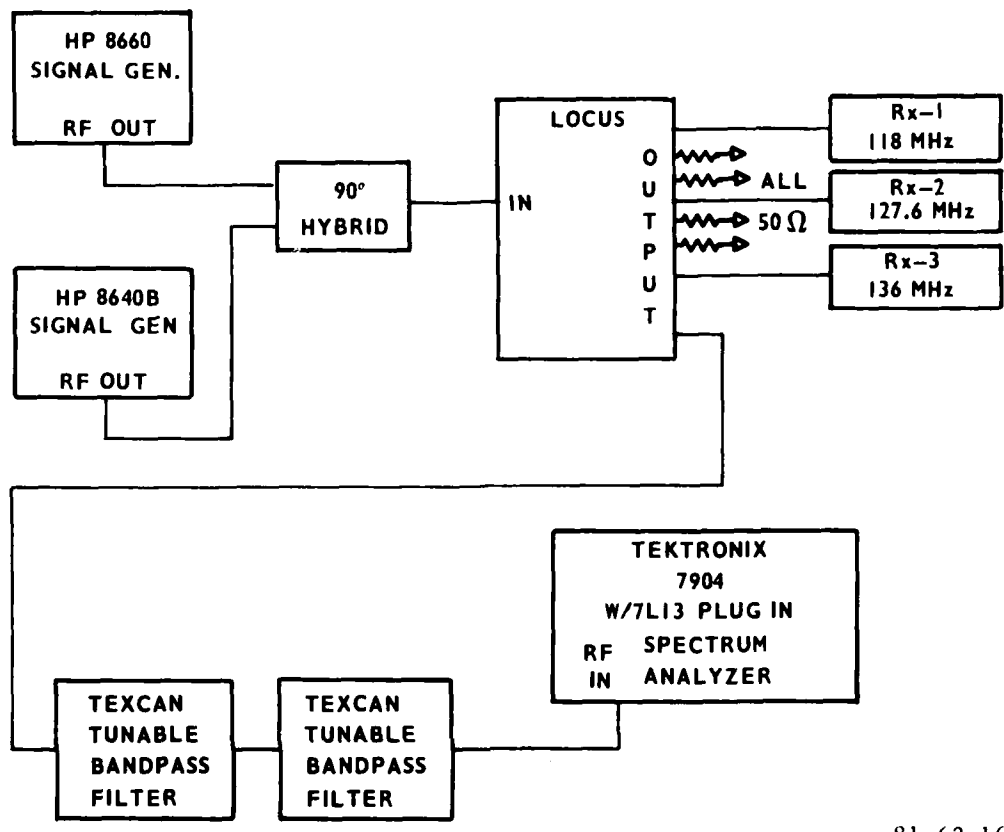 HP 8660
SIGNAL GEN.
RF OUT
90°
HYBRID
HP 8640B
SIGNAL GEN
RF OUT
LOCUS
IN
OUTPUT
ALL
50 Ω
Rx-1
118 MHz
Rx-2
127.6 MHz
Rx-3
136 MHz
TEKTRONIX
7904
W/7L13 PLUG IN
RF IN
SPECTRUM
ANALYZER
TEXCAN
TUNABLE
BANDPASS
FILTER
TEXCAN
TUNABLE
BANDPASS
FILTER